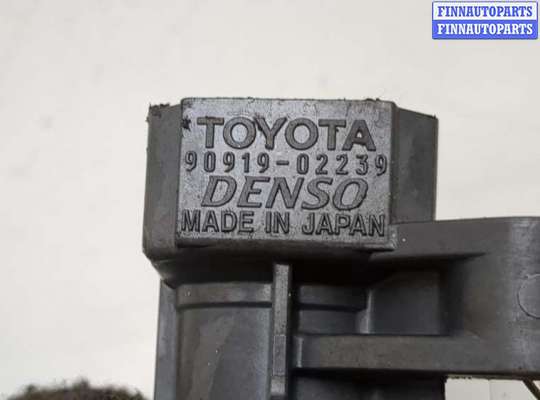 FINNAUTOPARTS
FINNAUTOPARTS
TOYOTA
90919-02239
DENSO
MADE IN JAPAN